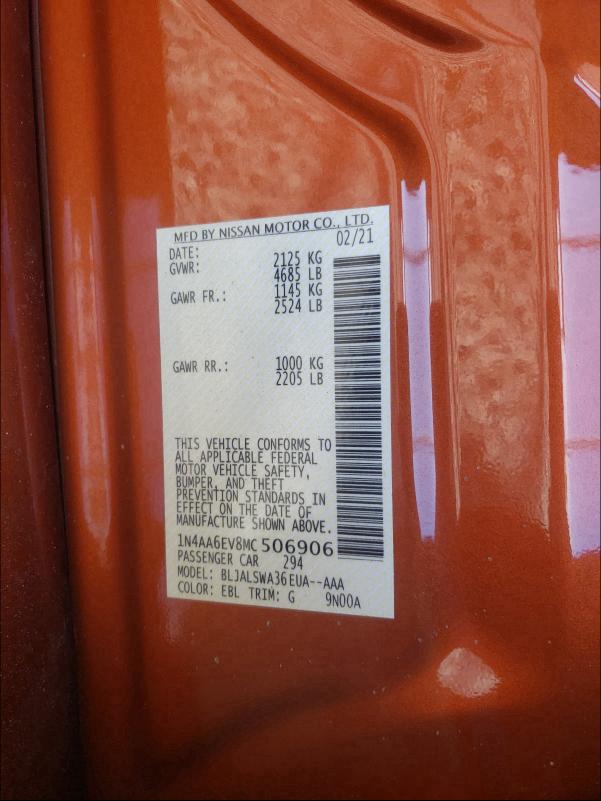 MFD BY NISSAN MOTOR CO., LTD.
DATE: 02/21
GVWR: 2125 KG
4685 LB
GAWR FR.: 1145 KG
2524 LB
GAWR RR.: 1000 KG
2205 LB
THIS VEHICLE CONFORMS TO
ALL APPLICABLE FEDERAL
MOTOR VEHICLE SAFETY,
BUMPER, AND THEFT
PREVENTION STANDARDS IN
EFFECT ON THE DATE OF
MANUFACTURE SHOWN ABOVE.
1N4AA6EV8MC506906
PASSENGER CAR 294
MODEL: BLJALSWA36EUA--AAA
COLOR: EBL TRIM: G 9N00A